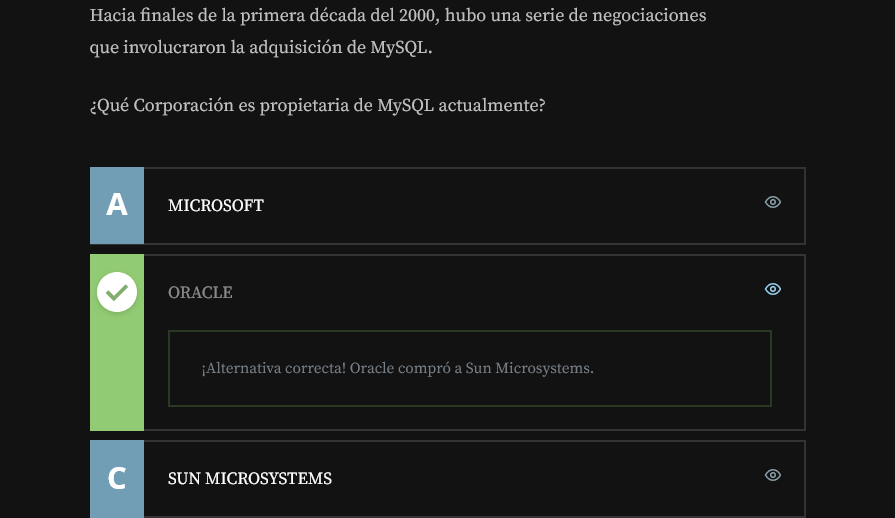 Hacia finales de la primera década del 2000, hubo una serie de negociaciones
que involucraron la adquisición de MySQL.
¿Qué Corporación es propietaria de MySQL actualmente?
A
MICROSOFT
ORACLE
¡Alternativa correcta! Oracle compró a Sun Microsystems.
C
SUN MICROSYSTEMS